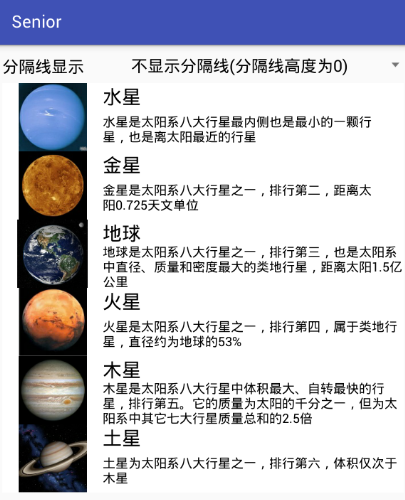 Senior
分隔线显示
不显示分隔线(分隔线高度为0)
水星
水星是太阳系八大行星最内侧也是最小的一颗行
星，也是离太阳最近的行星
金星
金星是太阳系八大行星之一，排行第二，距离太
阳0.725天文单位
地球
地球是太阳系八大行星之一，排行第三，也是太阳系
中直径、质量和密度最大的类地行星，距离太阳1.5亿
公里
火星
火星是太阳系八大行星之一，排行第四，属于类地行
星，直径约为地球的53%
木星
木星是太阳系八大行星中体积最大、自转最快的行
星，排行第五。它的质量为太阳的千分之一，但为太
阳系中其它七大行星质量总和的2.5倍
土星
土星为太阳系八大行星之一，排行第六，体积仅次于
木星